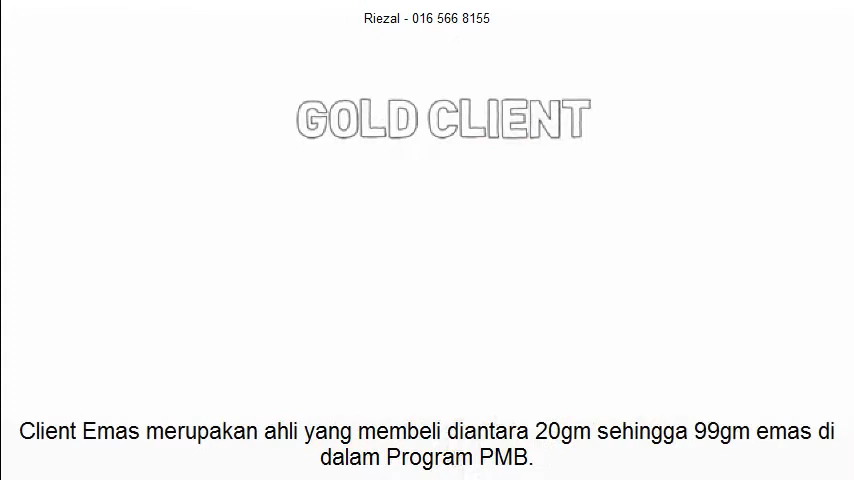 Riezal - 016 566 8155
GOLD CLIENT
Client Emas merupakan ahli yang membeli diantara 20gm sehingga 99gm emas di
dalam Program PMB.